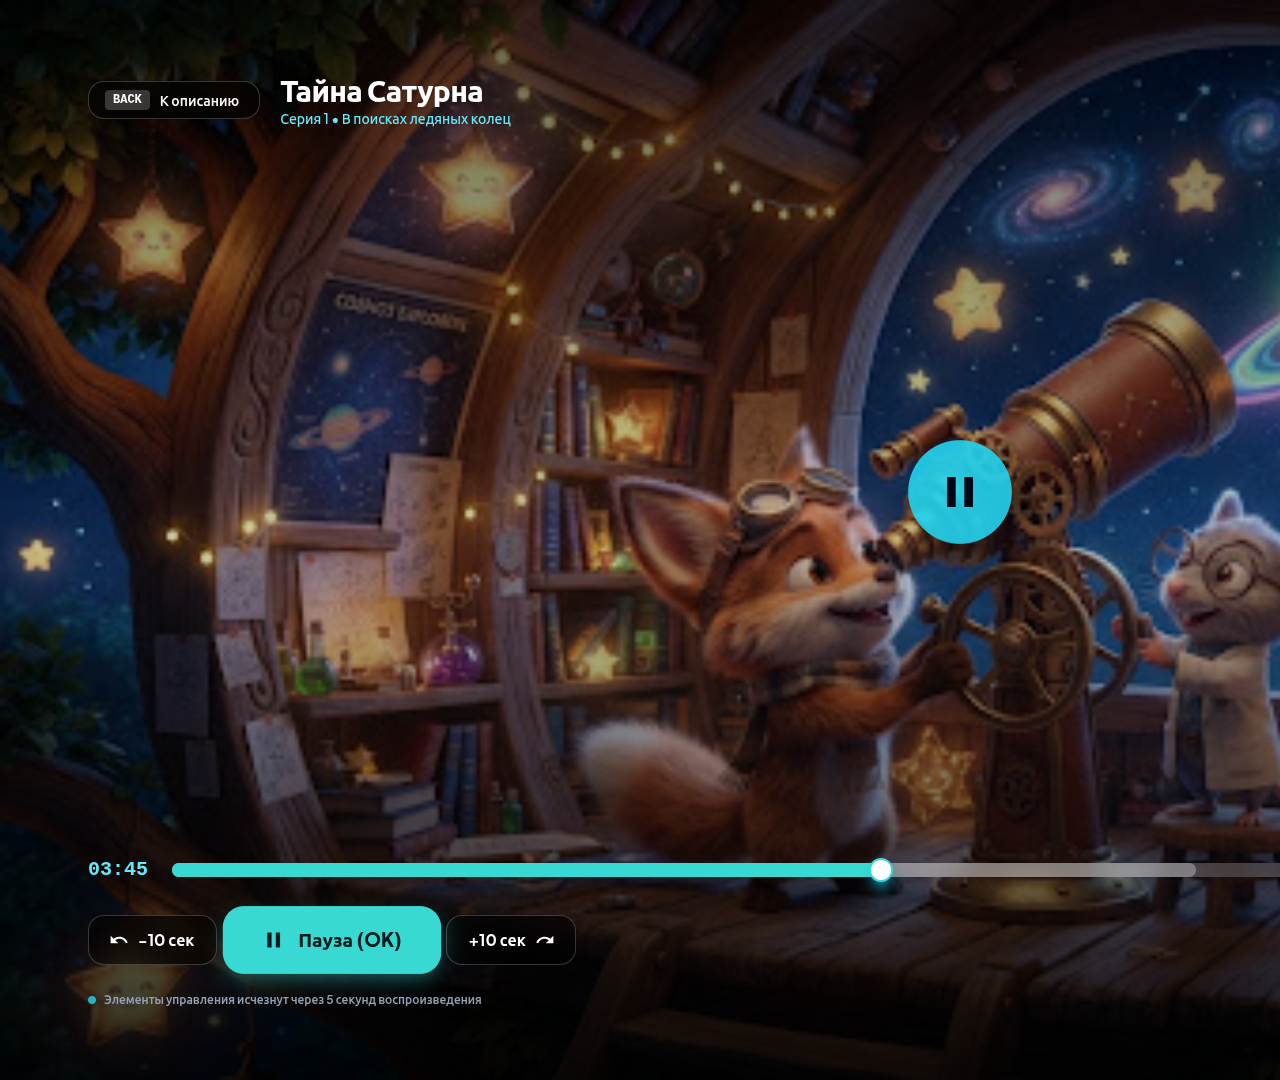 BACK К описанию
Тайна Сатурна
Серия 1 • В поисках ледяных колец
03:45
-10 сек
Пауза (OK)
+10 сек
Элементы управления исчезнут через 5 секунд воспроизведения